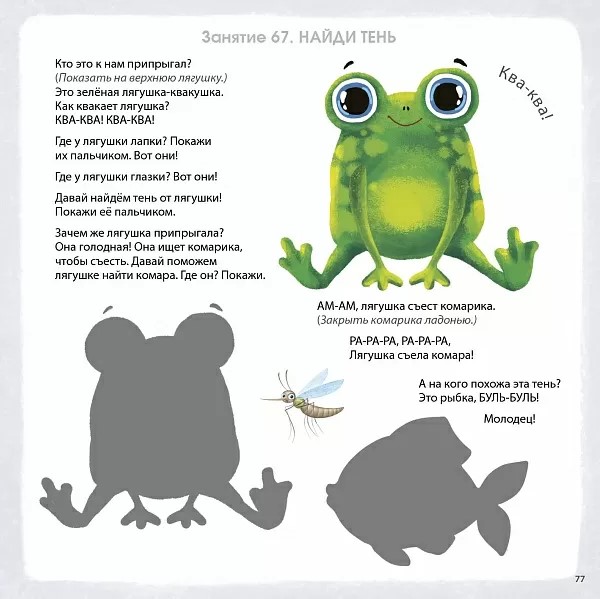 Занятие 67. НАЙДИ ТЕНЬ
Кто это к нам припрыгал?
(Показать на верхнюю лягушку.)
Это зелёная лягушка-квакушка.
Как квакает лягушка?
КВА-КВА! КВА-КВА!
Где у лягушки лапки? Покажи
их пальчиком. Вот они!
Где у лягушки глазки? Вот они!
Давай найдём тень от лягушки!
Покажи её пальчиком.
Зачем же лягушка припрыгала?
Она голодная! Она ищет комарика,
чтобы съесть. Давай поможем
лягушке найти комара. Где он? Покажи.
Ква-ква!
АМ-АМ, лягушка съест комарика.
(Закрыть комарика ладонью.)
РА-РА-РА, РА-РА-РА,
Лягушка съела комара!
А на кого похожа эта тень?
Это рыбка, БУЛЬ-БУЛЬ!
Молодец!
77